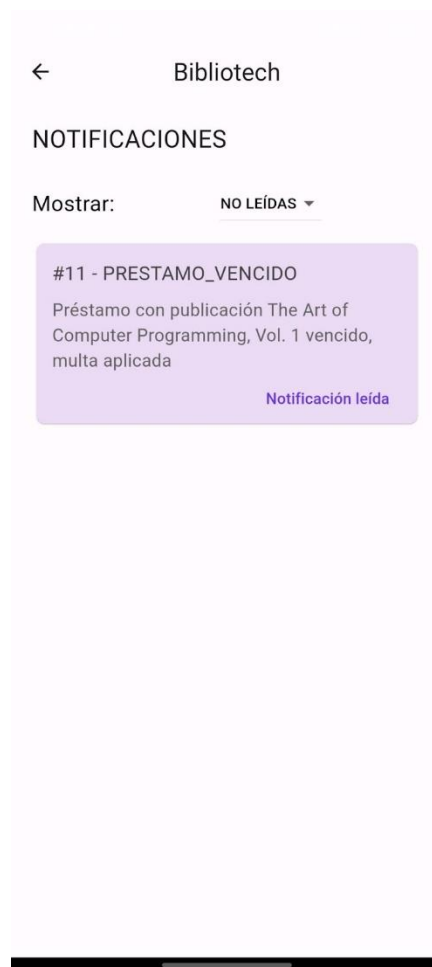 Bibliotech
NOTIFICACIONES
Mostrar: NO LEÍDAS
#11 - PRESTAMO_VENCIDO
Préstamo con publicación The Art of
Computer Programming, Vol. 1 vencido,
multa aplicada
Notificación leída